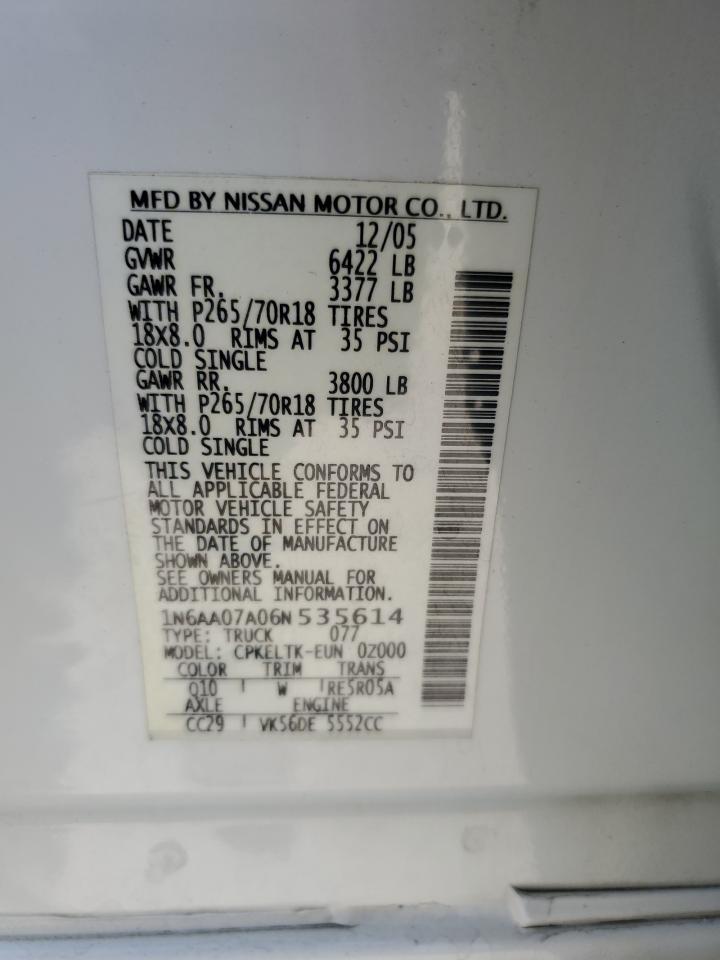 MFD BY NISSAN MOTOR CO., LTD.
DATE 12/05
GVWR 6422 LB
GAWR FR. 3377 LB
WITH P265/70R18 TIRES
18X8.0 RIMS AT 35 PSI
COLD SINGLE
GAWR RR. 3800 LB
WITH P265/70R18 TIRES
18X8.0 RIMS AT 35 PSI
COLD SINGLE
THIS VEHICLE CONFORMS TO
ALL APPLICABLE FEDERAL
MOTOR VEHICLE SAFETY
STANDARDS IN EFFECT ON
THE DATE OF MANUFACTURE
SHOWN ABOVE.
SEE OWNERS MANUAL FOR
ADDITIONAL INFORMATION.
1N6AA07A06N535614
TYPE: TRUCK 077
MODEL: CPKELTK-EUN 0Z000
COLOR TRIM TRANS
Q10 W RE5R05A
AXLE ENGINE
CC29 VK56DE 5552CC